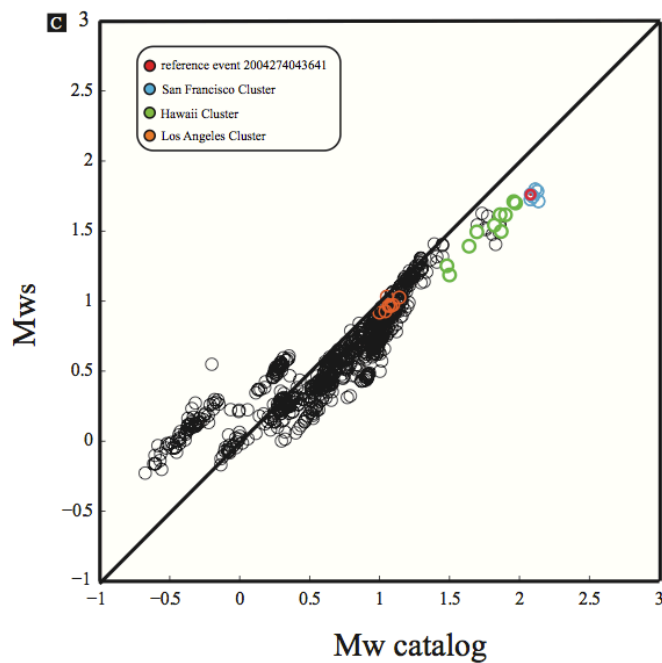 C
3
2.5
2
1.5
1
0.5
0
−0.5
−1
−1
−0.5
0
0.5
1
1.5
2
2.5
3
reference event 2004274043641
San Francisco Cluster
Hawaii Cluster
Los Angeles Cluster
Mws
Mw catalog